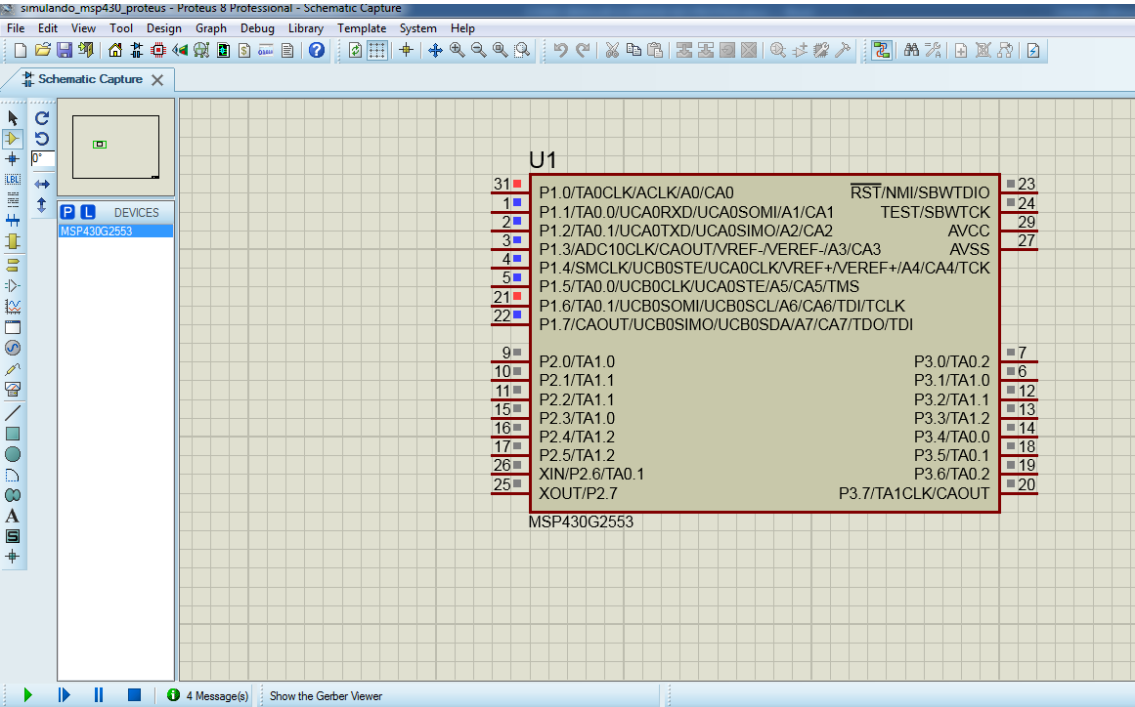 simulando_msp430_proteus - Proteus 8 Professional - Schematic Capture
File Edit View Tool Design Graph Debug Library Template System Help
Schematic Capture
0°
LBL
P L DEVICES
MSP430G2553
A
S
U1
31 P1.0/TA0CLK/ACLK/A0/CA0 RST/NMI/SBWTDIO 23
1 P1.1/TA0.0/UCA0RXD/UCA0SOMI/A1/CA1 TEST/SBWTCK 24
2 P1.2/TA0.1/UCA0TXD/UCA0SIMO/A2/CA2 AVCC 29
3 P1.3/ADC10CLK/CAOUT/VREF-/VEREF-/A3/CA3 AVSS 27
4 P1.4/SMCLK/UCB0STE/UCA0CLK/VREF+/VEREF+/A4/CA4/TCK
5 P1.5/TA0.0/UCB0CLK/UCA0STE/A5/CA5/TMS
21 P1.6/TA0.1/UCB0SOMI/UCB0SCL/A6/CA6/TDI/TCLK
22 P1.7/CAOUT/UCB0SIMO/UCB0SDA/A7/CA7/TDO/TDI
9 P2.0/TA1.0 P3.0/TA0.2 7
10 P2.1/TA1.1 P3.1/TA1.0 6
11 P2.2/TA1.1 P3.2/TA1.1 12
15 P2.3/TA1.0 P3.3/TA1.2 13
16 P2.4/TA1.2 P3.4/TA0.0 14
17 P2.5/TA1.2 P3.5/TA0.1 18
26 XIN/P2.6/TA0.1 P3.6/TA0.2 19
25 XOUT/P2.7 P3.7/TA1CLK/CAOUT 20
MSP430G2553
4 Message(s) Show the Gerber Viewer